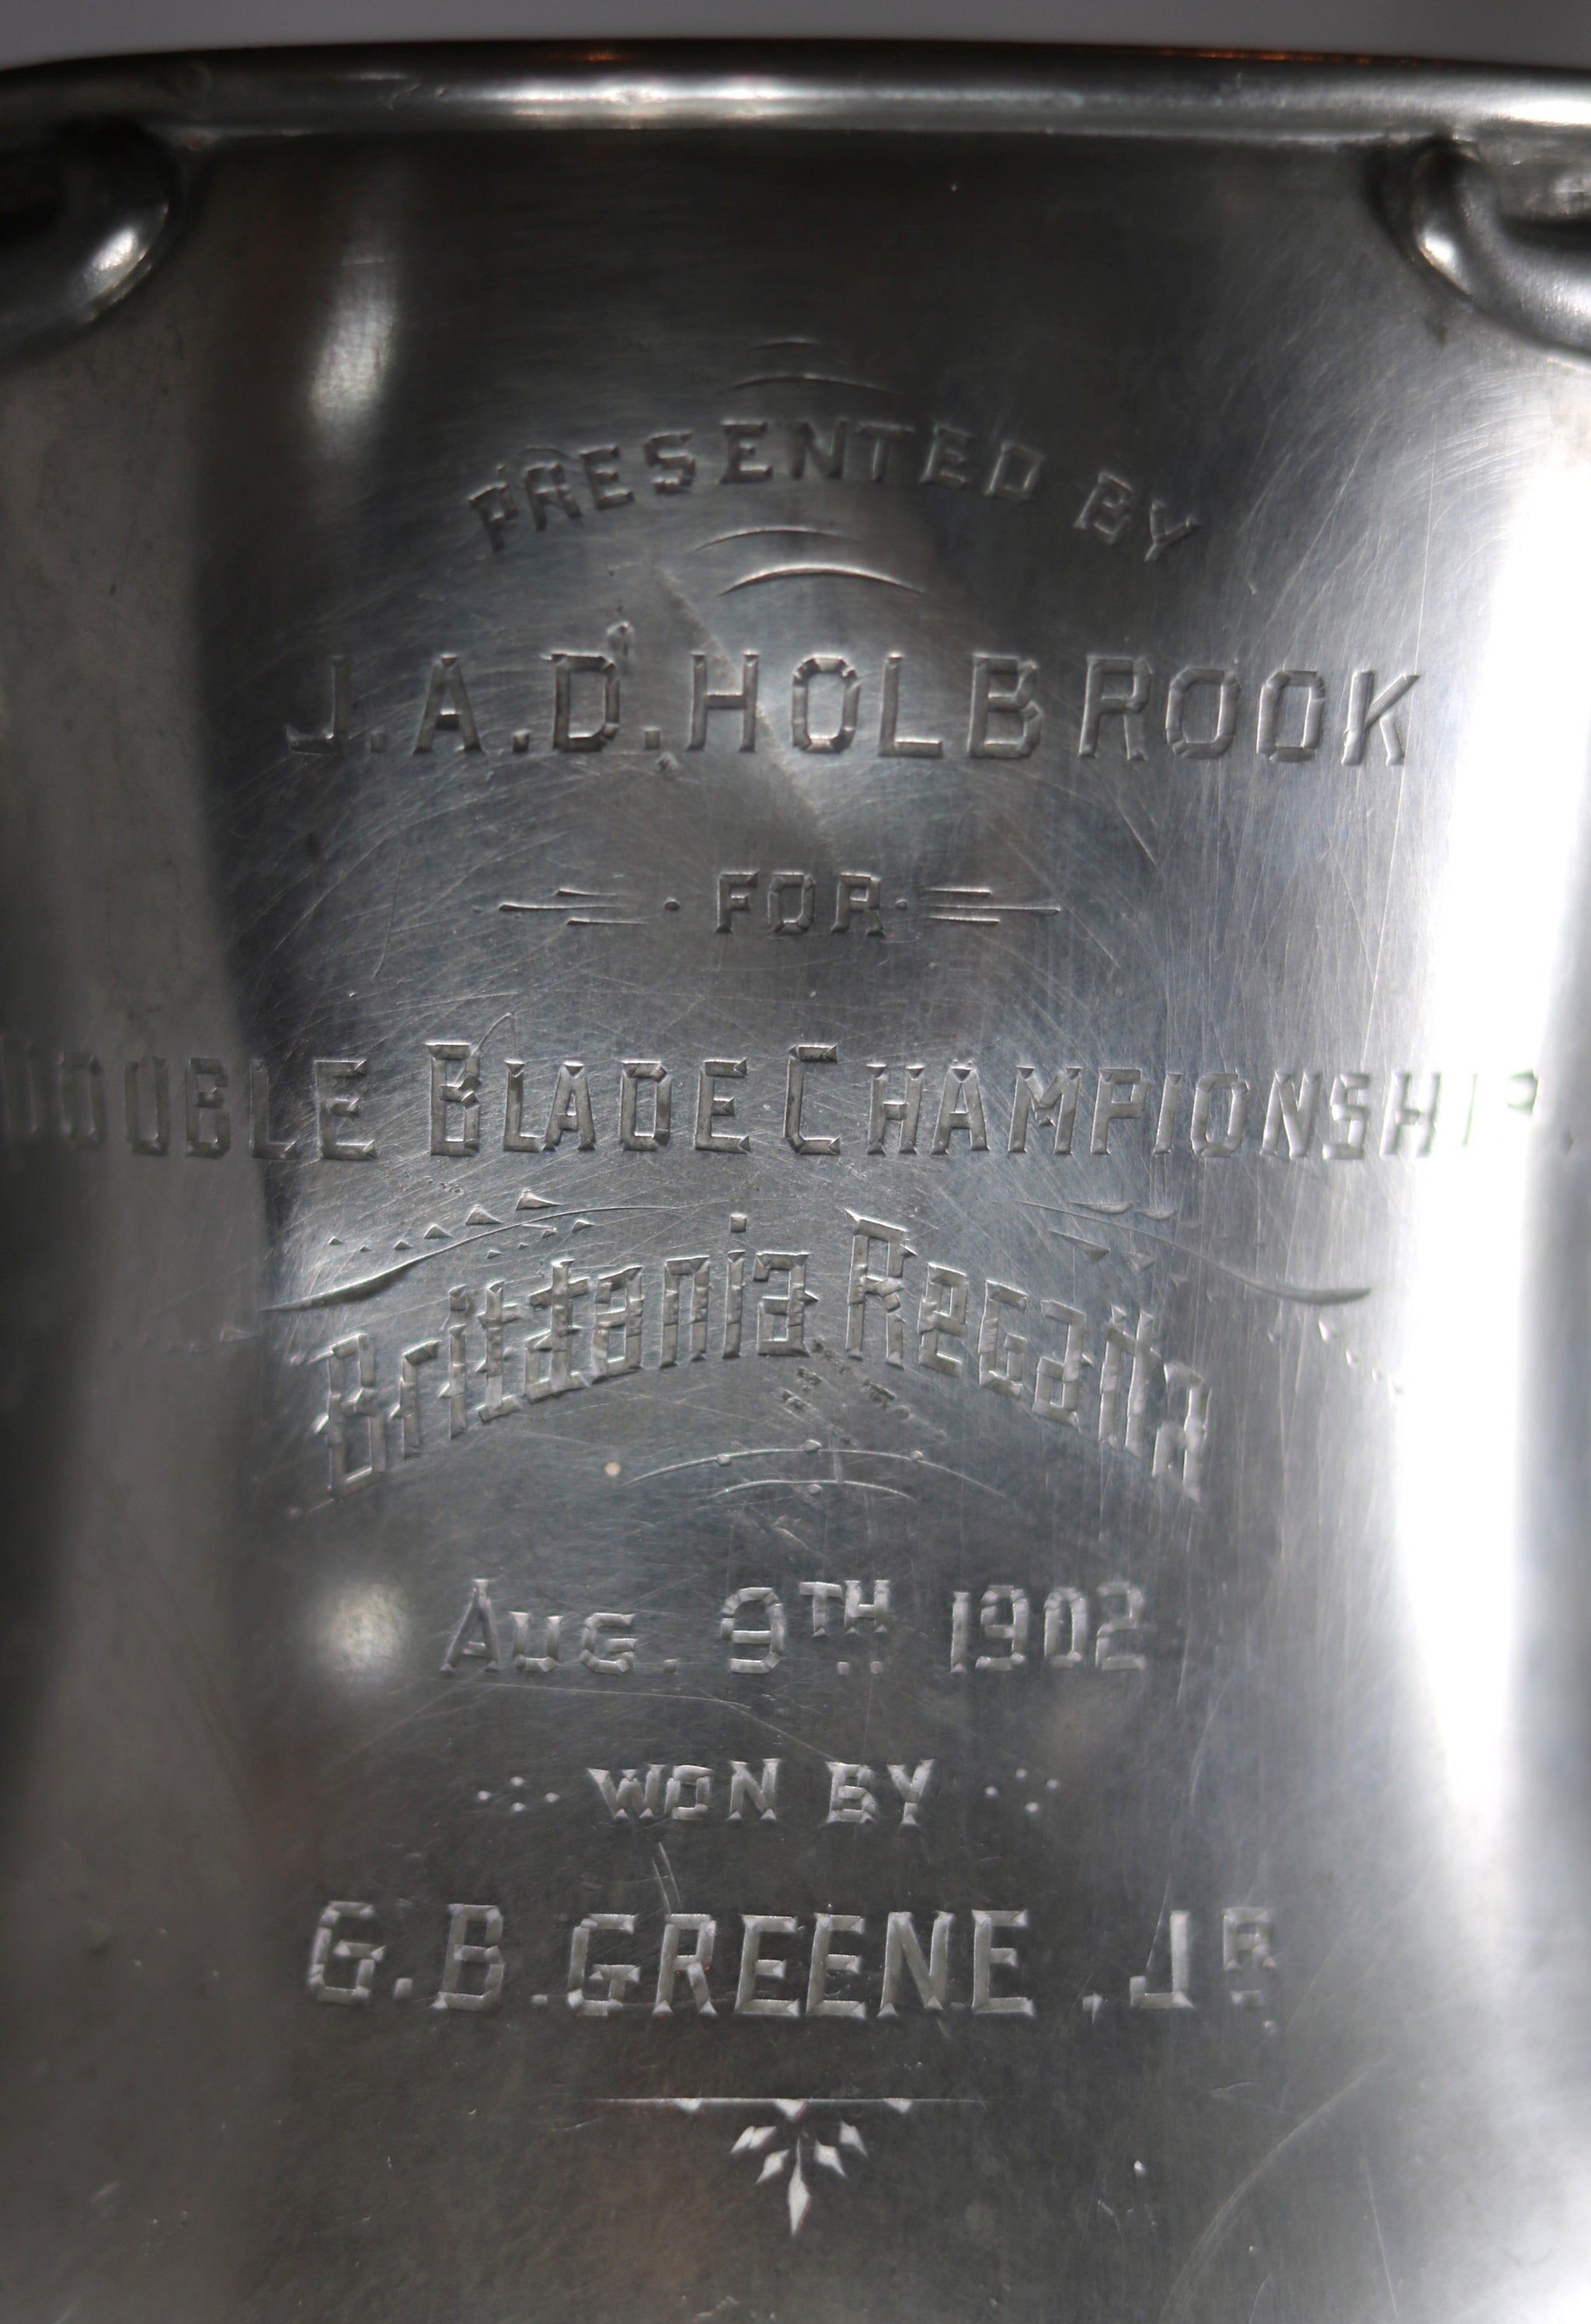 PRESENTED BY
J.A.D. HOLBROOK
FOR
DOUBLE BLADE CHAMPIONSHIP.
Brittania Regatta
Aug. 9TH 1902
WON BY
G.B. GREENE, JR.